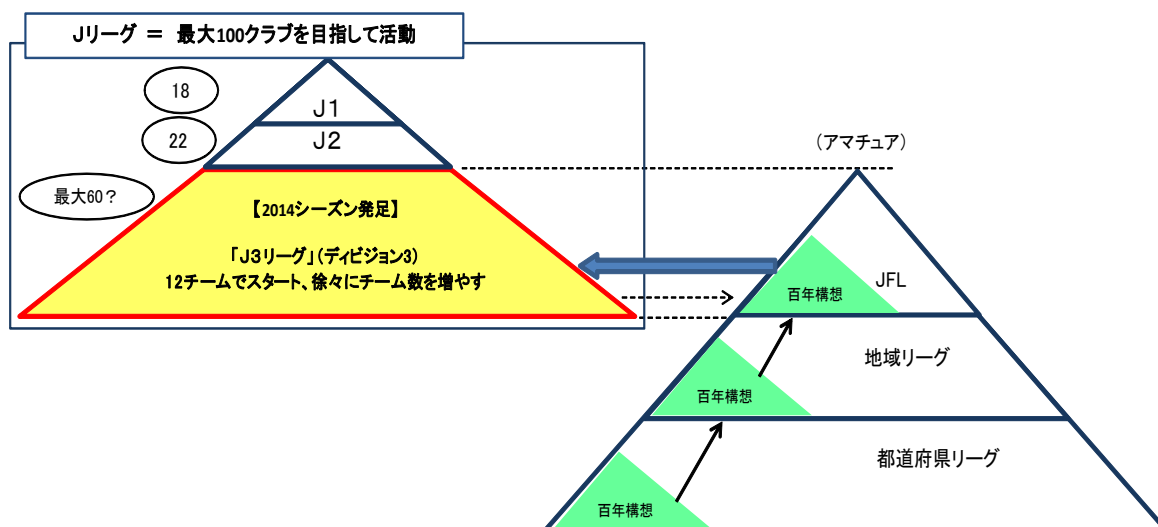 Jリーグ = 最大100クラブを目指して活動
18
J1
22
J2
(アマチュア)
最大60?
【2014シーズン発足】
「J3リーグ」(ディビジョン3)
12チームでスタート、徐々にチーム数を増やす
百年構想
JFL
地域リーグ
百年構想
都道府県リーグ
百年構想